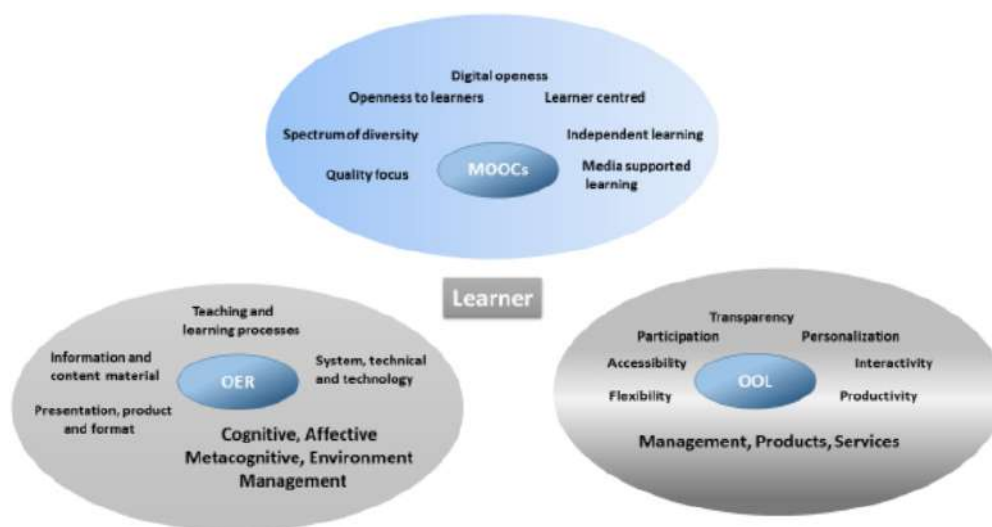 Digital openess
Openness to learners
Learner centred
Spectrum of diversity
Independent learning
Quality focus
MOOCs
Media supported
learning
Learner
Teaching and
learning processes
Information and
content material
OER
System, technical
and technology
Presentation, product
and format
Cognitive, Affective
Metacognitive, Environment
Management
Transparency
Participation
Personalization
Accessibility
OOL
Interactivity
Flexibility
Productivity
Management, Products, Services